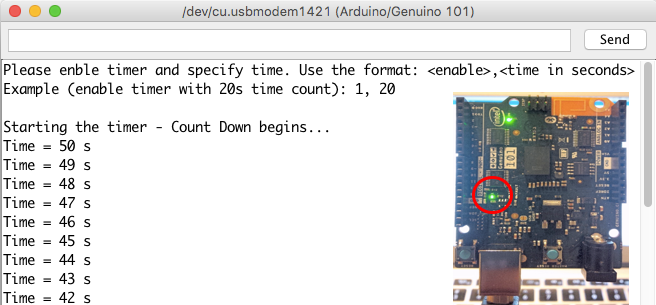 /dev/cu.usbmodem1421 (Arduino/Genuino 101)
Send
Please enble timer and specify time. Use the format: <enable>,<time in seconds>
Example (enable timer with 20s time count): 1, 20
Starting the timer - Count Down begins...
Time = 50 s
Time = 49 s
Time = 48 s
Time = 47 s
Time = 46 s
Time = 45 s
Time = 44 s
Time = 43 s
Time = 42 s
intel
101